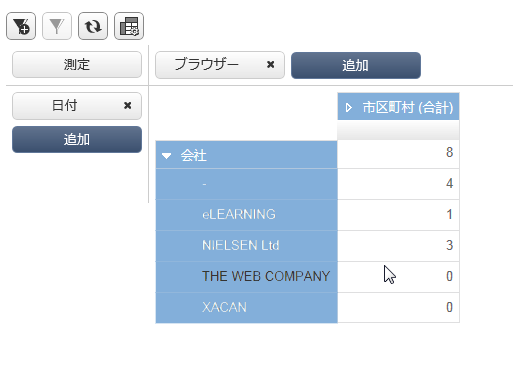 測定
ブラウザー ×
追加
日付 ×
追加
市区町村 (合計)
会社 8
- 4
eLEARNING 1
NIELSEN Ltd 3
THE WEB COMPANY 0
XACAN 0